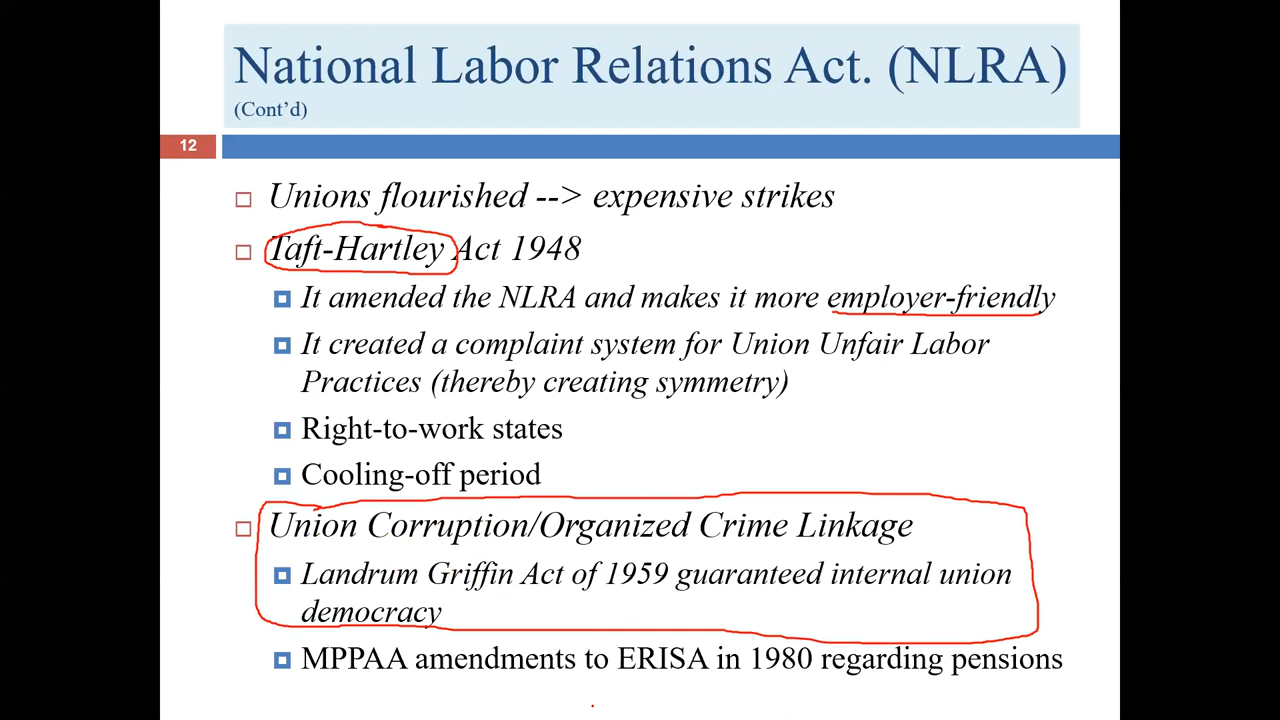 National Labor Relations Act. (NLRA)
(Cont’d)
12
Unions flourished --> expensive strikes
Taft-Hartley Act 1948
It amended the NLRA and makes it more employer-friendly
It created a complaint system for Union Unfair Labor
Practices (thereby creating symmetry)
Right-to-work states
Cooling-off period
Union Corruption/Organized Crime Linkage
Landrum Griffin Act of 1959 guaranteed internal union
democracy
MPPAA amendments to ERISA in 1980 regarding pensions